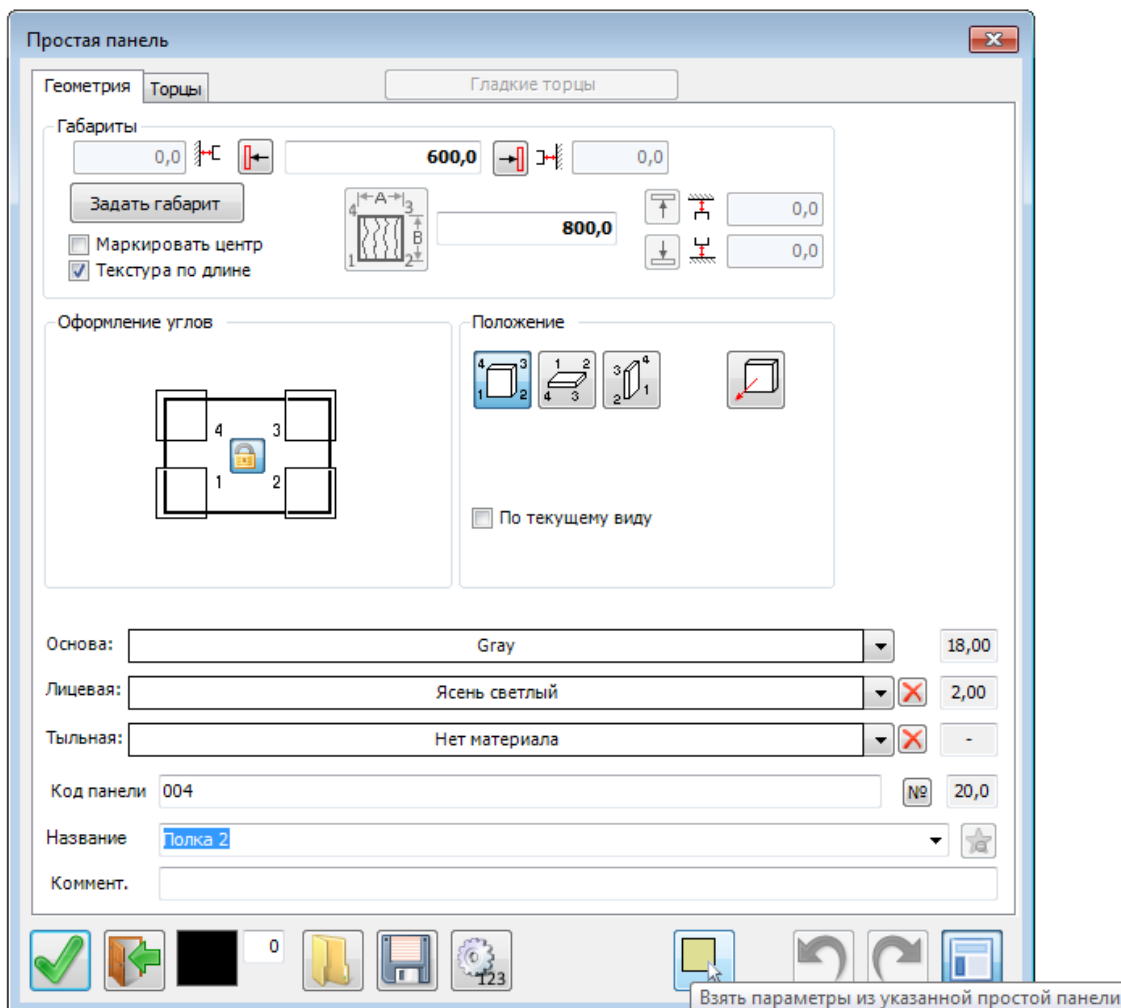 Простая панель
Геометрия
Торцы
Гладкие торцы
Габариты
0,0
600,0
0,0
Задать габарит
A
4
3
B
1
2
800,0
0,0
0,0
Маркировать центр
Текстура по длине
Оформление углов
4
3
1
2
Положение
4
3
1
2
1
2
4
3
3
4
2
1
По текущему виду
Основа:
Gray
18,00
Лицевая:
Ясень светлый
2,00
Тыльная:
Нет материала
-
Код панели
004
№
20,0
Название
Полка 2
Коммент.
0
123
Взять параметры из указанной простой панели